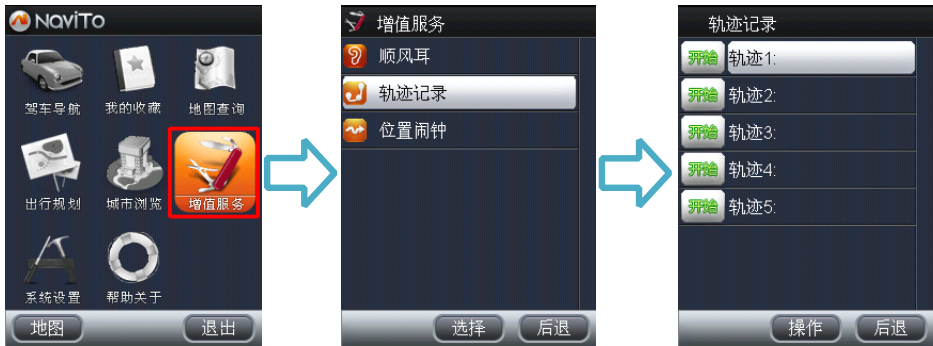 NaviTo
驾车导航 我的收藏 地图查询
出行规划 城市浏览 增值服务
系统设置 帮助关于
地图 退出
增值服务
顺风耳
轨迹记录
位置闹钟
选择 后退
轨迹记录
开始 轨迹1:
开始 轨迹2:
开始 轨迹3:
开始 轨迹4:
开始 轨迹5:
操作 后退